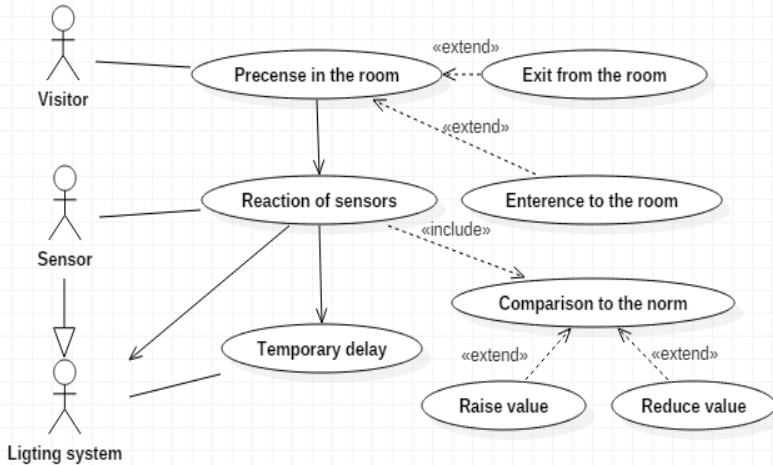 «extend»
Precense in the room
Exit from the room
Visitor
«extend»
Reaction of sensors
Enterence to the room
«include»
Sensor
Comparison to the norm
Temporary delay
«extend»
«extend»
Raise value
Reduce value
Ligting system